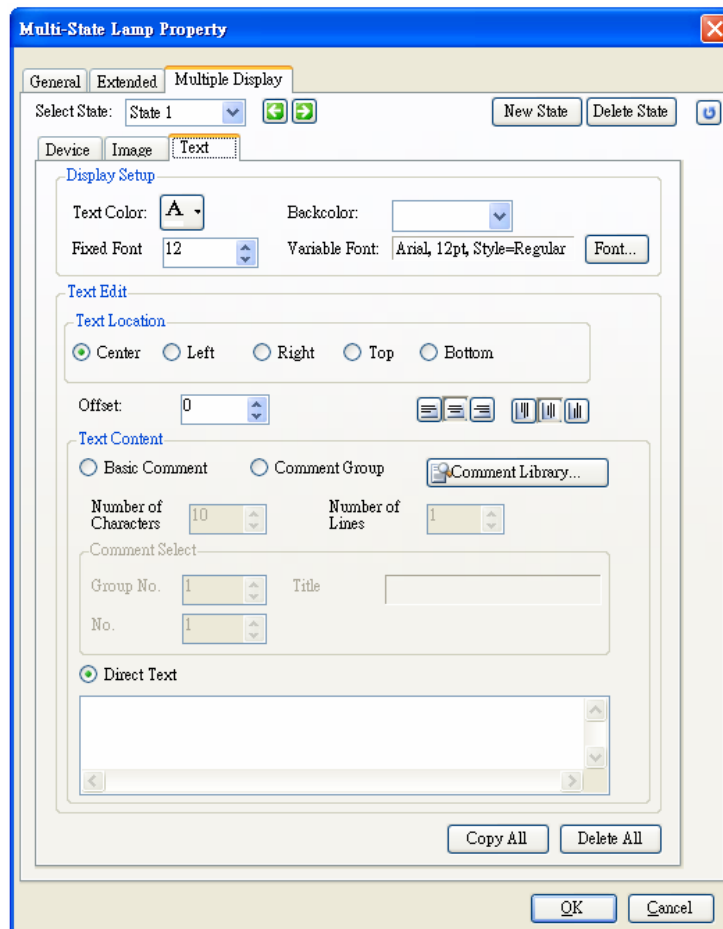 Multi-State Lamp Property
General Extended Multiple Display
Select State: State 1 New State Delete State
Device Image Text
Display Setup
Text Color: A Backcolor:
Fixed Font 12 Variable Font: Arial, 12pt, Style=Regular Font...
Text Edit
Text Location
Center Left Right Top Bottom
Offset: 0
Text Content
Basic Comment Comment Group Comment Library...
Number of Characters 10 Number of Lines 1
Comment Select
Group No. 1 Title
No. 1
Direct Text
Copy All Delete All
OK Cancel